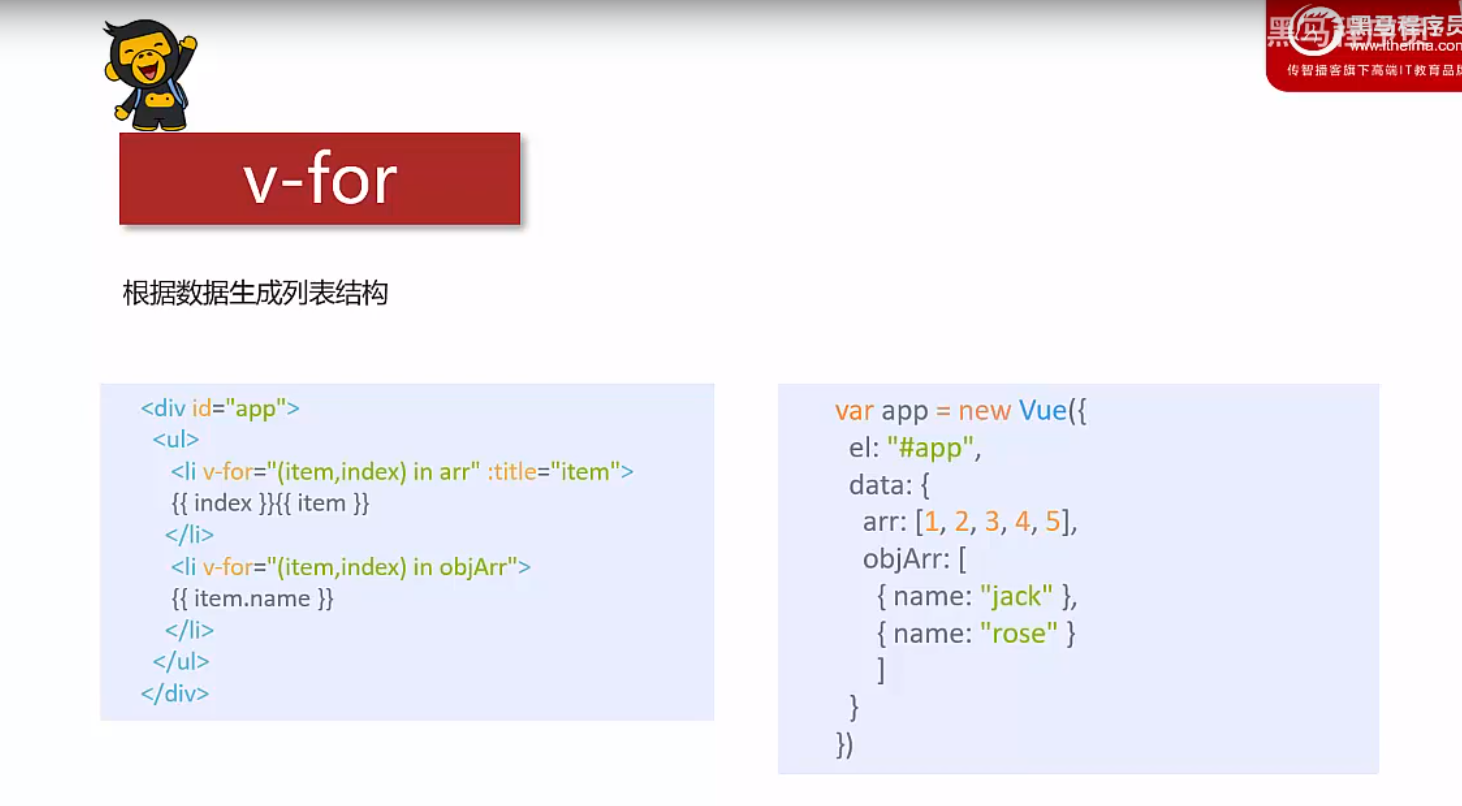 黑马程序员
www.itheima.com
传智播客旗下高端IT教育品牌
v-for
根据数据生成列表结构
<div id="app">
<ul>
<li v-for="(item,index) in arr" :title="item">
{{ index }}{{ item }}
</li>
<li v-for="(item,index) in objArr">
{{ item.name }}
</li>
</ul>
</div>
var app = new Vue({
el: "#app",
data: {
arr: [1, 2, 3, 4, 5],
objArr: [
{ name: "jack" },
{ name: "rose" }
]
}
})